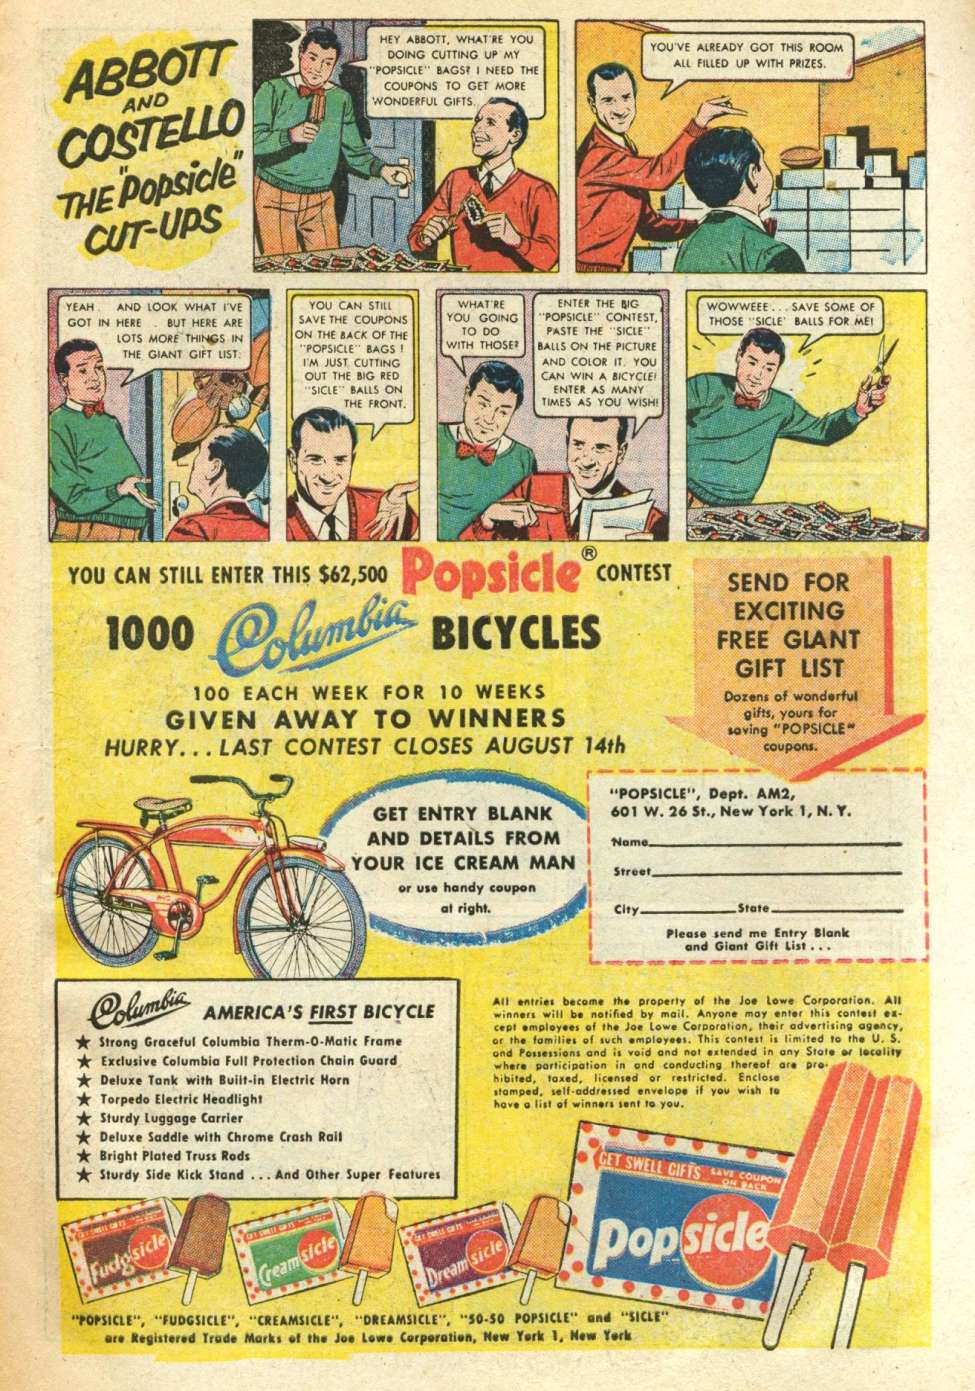 ABBOTT
AND
COSTELLO
THE "Popsicle"
CUT-UPS
HEY ABBOTT, WHAT'RE YOU
DOING CUTTING UP MY
"POPSICLE" BAGS? I NEED THE
COUPONS TO GET MORE
WONDERFUL GIFTS.
YOU'VE ALREADY GOT THIS ROOM
ALL FILLED UP WITH PRIZES.
YEAH . AND LOOK WHAT I'VE
GOT IN HERE . BUT HERE ARE
LOTS MORE THINGS IN
THE GIANT GIFT LIST.
YOU CAN STILL
SAVE THE COUPONS
ON THE BACK OF THE
"POPSICLE" BAGS!
I'M JUST CUTTING
OUT THE BIG RED
"SICLE" BALLS ON
THE FRONT.
WHAT'RE
YOU GOING
TO DO
WITH THOSE?
ENTER THE BIG
"POPSICLE" CONTEST,
PASTE THE "SICLE"
BALLS ON THE PICTURE
AND COLOR IT. YOU
CAN WIN A BICYCLE!
ENTER AS MANY
TIMES AS YOU WISH!
WOWWEEE...SAVE SOME OF
THOSE "SICLE" BALLS FOR ME!
YOU CAN STILL ENTER THIS $62,500 Popsicle® CONTEST
1000 Columbia BICYCLES
100 EACH WEEK FOR 10 WEEKS
GIVEN AWAY TO WINNERS
HURRY...LAST CONTEST CLOSES AUGUST 14th
SEND FOR
EXCITING
FREE GIANT
GIFT LIST
Dozens of wonderful
gifts, yours for
saving "POPSICLE"
coupons.
GET ENTRY BLANK
AND DETAILS FROM
YOUR ICE CREAM MAN
or use handy coupon
at right.
"POPSICLE", Dept. AM2,
601 W. 26 St., New York 1, N. Y.
Name
Street
City State
Please send me Entry Blank
and Giant Gift List...
Columbia AMERICA'S FIRST BICYCLE
★ Strong Graceful Columbia Therm-O-Matic Frame
★ Exclusive Columbia Full Protection Chain Guard
★ Deluxe Tank with Built-in Electric Horn
★ Torpedo Electric Headlight
★ Sturdy Luggage Carrier
★ Deluxe Saddle with Chrome Crash Rail
★ Bright Plated Truss Rods
★ Sturdy Side Kick Stand ...And Other Super Features
All entries become the property of the Joe Lowe Corporation. All
winners will be notified by mail. Anyone may enter this contest ex-
cept employees of the Joe Lowe Corporation, their advertising agency,
or the families of such employees. This contest is limited to the U. S.
and Possessions and is void and not extended in any State or locality
where participation in and conducting thereof are pro-
hibited, taxed, licensed or restricted. Enclose
stamped, self-addressed envelope if you wish to
have a list of winners sent to you.
GET SWELL GIFTS SAVE COUPON
ON BACK
Popsicle
GET SWELL GIFTS
Fudgsicle
GET SWELL GIFTS
Creamsicle
GET SWELL GIFTS
Dreamsicle
"POPSICLE", "FUDGSICLE", "CREAMSICLE", "DREAMSICLE", "50-50 POPSICLE" and "SICLE"
are Registered Trade Marks of the Joe Lowe Corporation, New York 1, New York